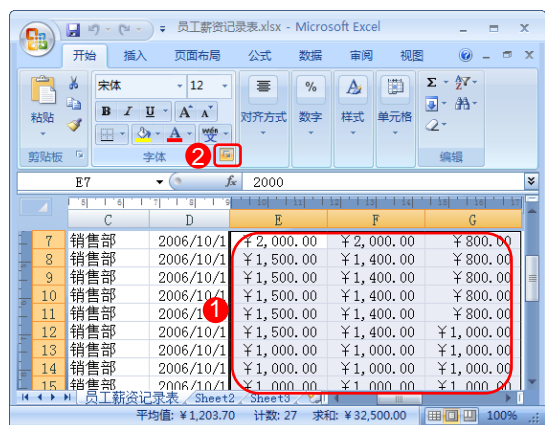 员工薪资记录表.xlsx - Microsoft Excel
开始 插入 页面布局 公式 数据 审阅 视图
宋体 12
B I U A A
粘贴 A wén 变 对齐方式 % 数字 A 样式 单元格 Σ
剪贴板 字体 2 编辑
E7 fx 2000
C D E F G
7 销售部 2006/10/1 ¥2,000.00 ¥2,000.00 ¥800.00
8 销售部 2006/10/1 ¥1,500.00 ¥1,400.00 ¥800.00
9 销售部 2006/10/1 ¥1,500.00 ¥1,400.00 ¥800.00
10 销售部 2006/10/1 ¥1,500.00 ¥1,400.00 ¥800.00
11 销售部 2006/10/1 1 ¥1,500.00 ¥1,400.00 ¥800.00
12 销售部 2006/10/1 ¥1,500.00 ¥1,400.00 ¥1,000.00
13 销售部 2006/10/1 ¥1,000.00 ¥1,000.00 ¥1,000.00
14 销售部 2006/10/1 ¥1,000.00 ¥1,000.00 ¥1,000.00
15 销售部 2006/10/1 ¥1,000.00 ¥1,000.00 ¥1,000.00
员工薪资记录表 Sheet2 Sheet3
平均值: ¥1,203.70 计数: 27 求和: ¥32,500.00 100%